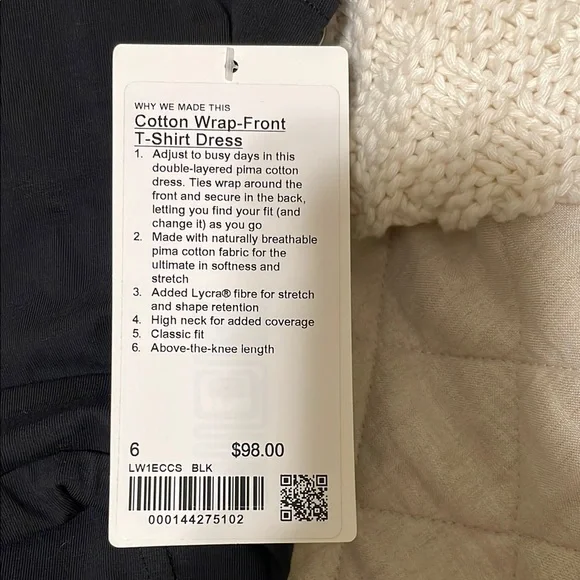 WHY WE MADE THIS
Cotton Wrap-Front
T-Shirt Dress
1. Adjust to busy days in this
double-layered pima cotton
dress. Ties wrap around the
front and secure in the back,
letting you find your fit (and
change it) as you go
2. Made with naturally breathable
pima cotton fabric for the
ultimate in softness and
stretch
3. Added Lycra® fibre for stretch
and shape retention
4. High neck for added coverage
5. Classic fit
6. Above-the-knee length
6 $98.00
LW1ECCS BLK
000144275102